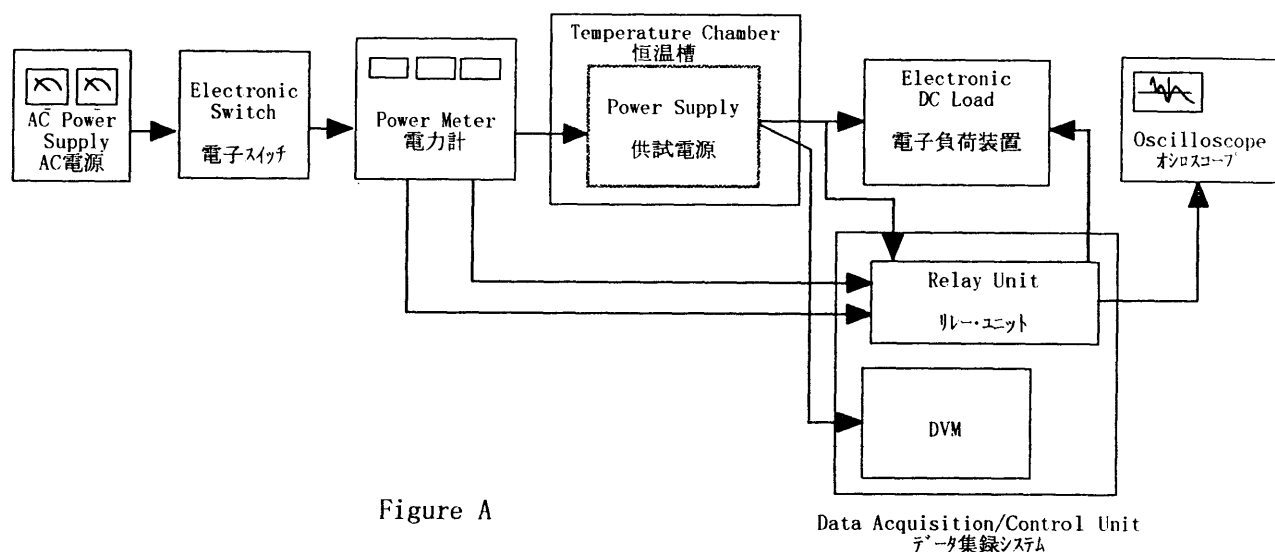 AC Power
Supply
AC電源
Electronic
Switch
電子スイッチ
Power Meter
電力計
Temperature Chamber
恒温槽
Power Supply
供試電源
Electronic
DC Load
電子負荷装置
Oscilloscope
オシロスコープ
Relay Unit
リレー・ユニット
DVM
Figure A
Data Acquisition/Control Unit
データ集録システム